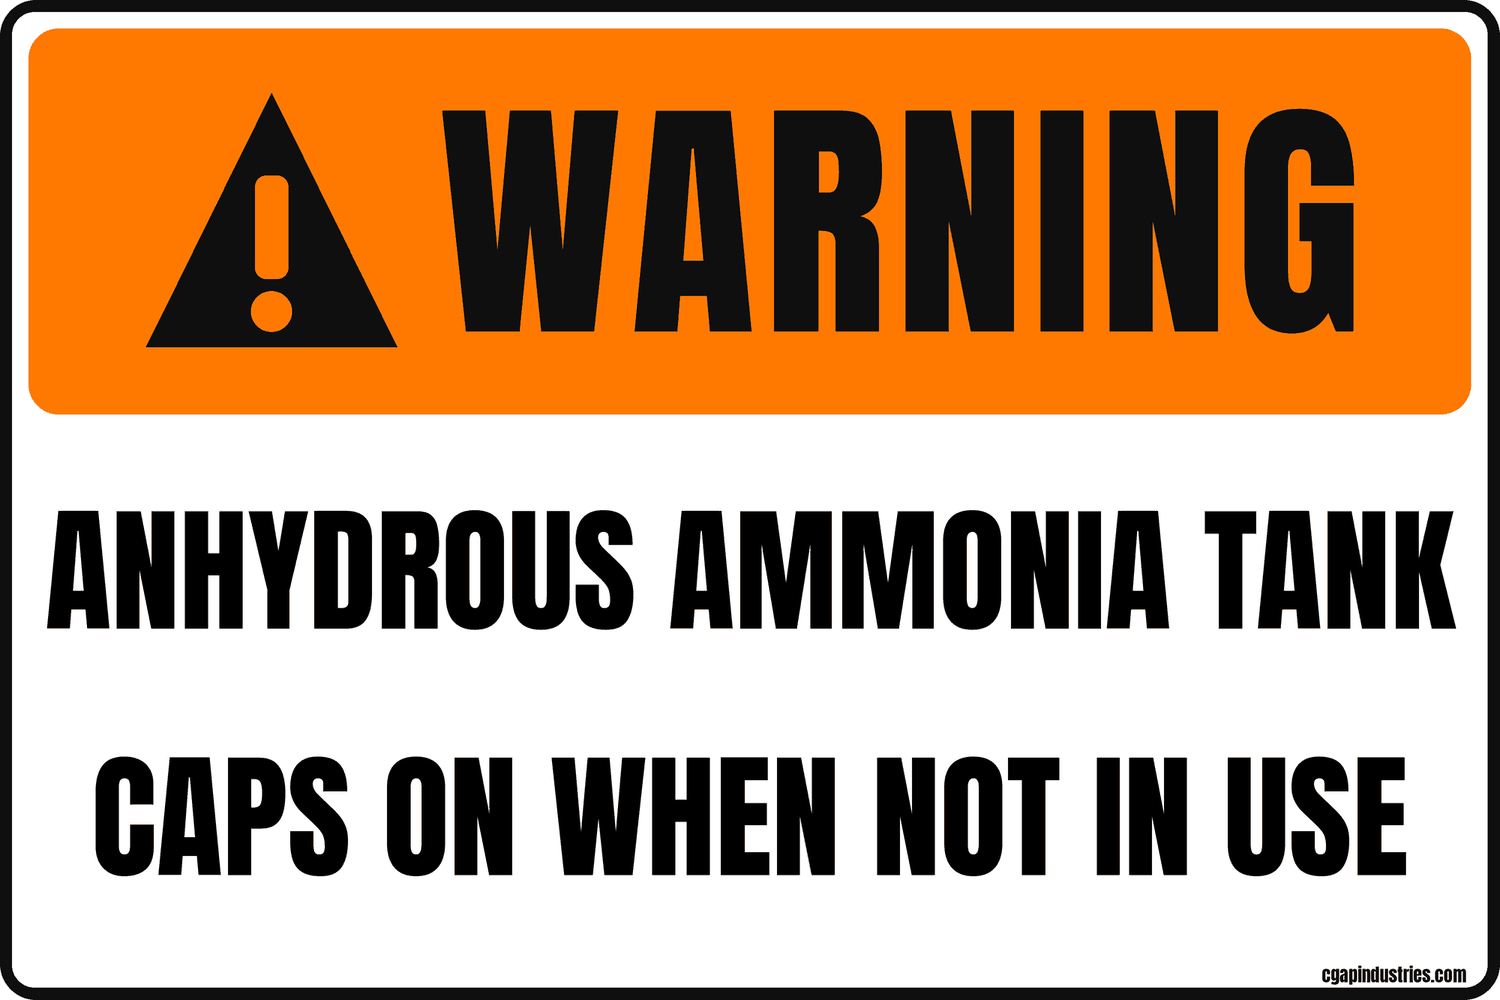 WARNING
ANHYDROUS AMMONIA TANK
CAPS ON WHEN NOT IN USE
cgapindustries.com